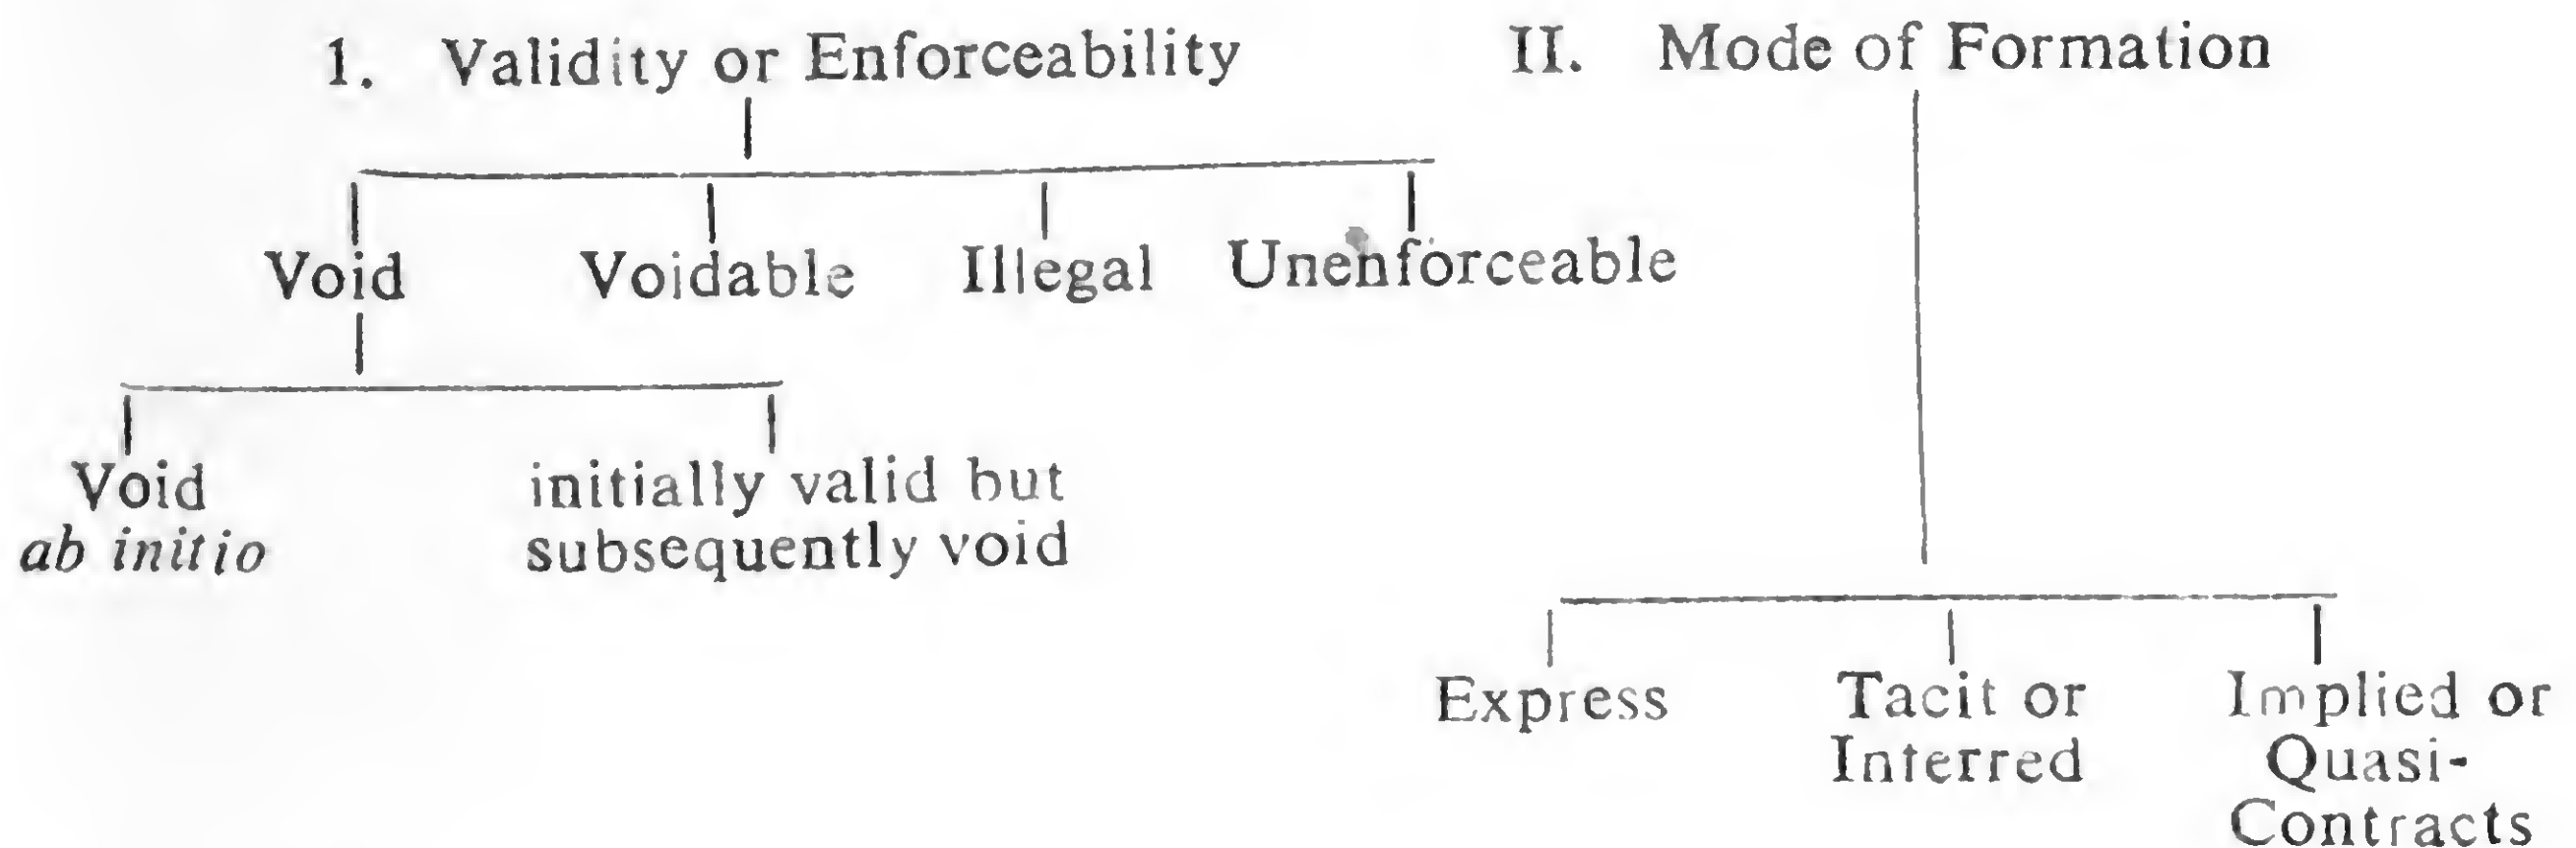 1. Validity or Enforceability
II. Mode of Formation
Void Voidable Illegal Unenforceable
Void
ab initio
initially valid but
subsequently void
Express
Tacit or
Interred
Implied or
Quasi-
Contracts